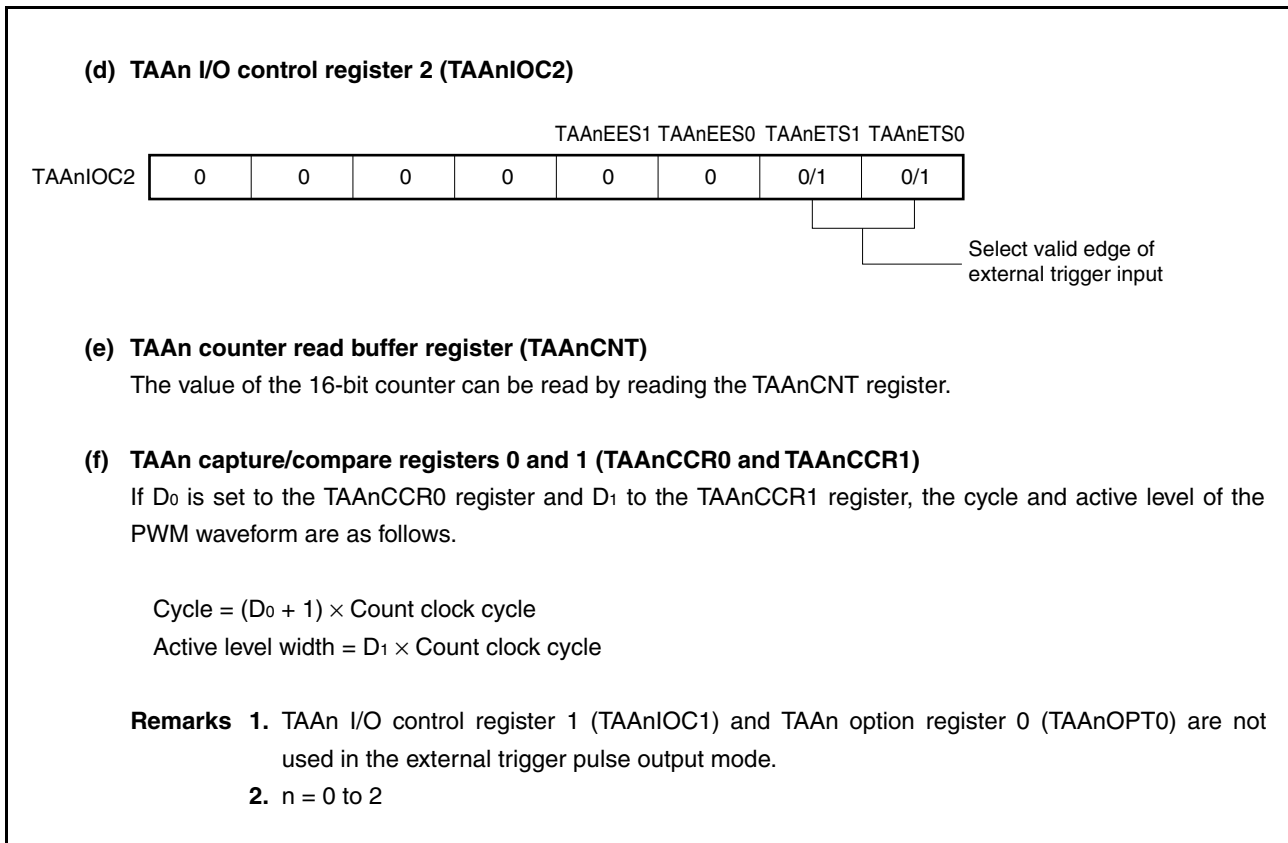 (d) TAAn I/O control register 2 (TAAnIOC2)
TAAnEES1 TAAnEES0 TAAnETS1 TAAnETS0
TAAnIOC2 0 0 0 0 0 0 0/1 0/1
Select valid edge of
external trigger input
(e) TAAn counter read buffer register (TAAnCNT)
The value of the 16-bit counter can be read by reading the TAAnCNT register.
(f) TAAn capture/compare registers 0 and 1 (TAAnCCR0 and TAAnCCR1)
If D0 is set to the TAAnCCR0 register and D1 to the TAAnCCR1 register, the cycle and active level of the
PWM waveform are as follows.
Cycle = (D0 + 1) × Count clock cycle
Active level width = D1 × Count clock cycle
Remarks 1. TAAn I/O control register 1 (TAAnIOC1) and TAAn option register 0 (TAAnOPT0) are not
used in the external trigger pulse output mode.
2. n = 0 to 2